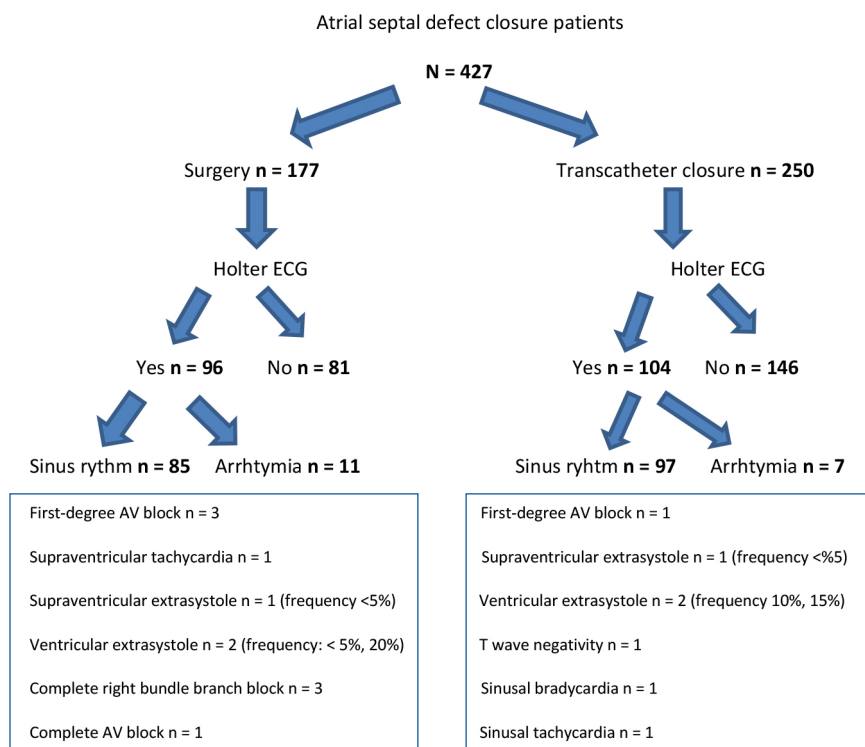 Atrial septal defect closure patients
N = 427
Surgery n = 177
Transcatheter closure n = 250
Holter ECG
Holter ECG
Yes n = 96
No n = 81
Yes n = 104
No n = 146
Sinus rythm n = 85
Arrhtymia n = 11
Sinus ryhtm n = 97
Arrhtymia n = 7
First-degree AV block n = 3
Supraventricular tachycardia n = 1
Supraventricular extrasystole n = 1 (frequency <5%)
Ventricular extrasystole n = 2 (frequency: < 5%, 20%)
Complete right bundle branch block n = 3
Complete AV block n = 1
First-degree AV block n = 1
Supraventricular extrasystole n = 1 (frequency <%5)
Ventricular extrasystole n = 2 (frequency 10%, 15%)
T wave negativity n = 1
Sinusal bradycardia n = 1
Sinusal tachycardia n = 1